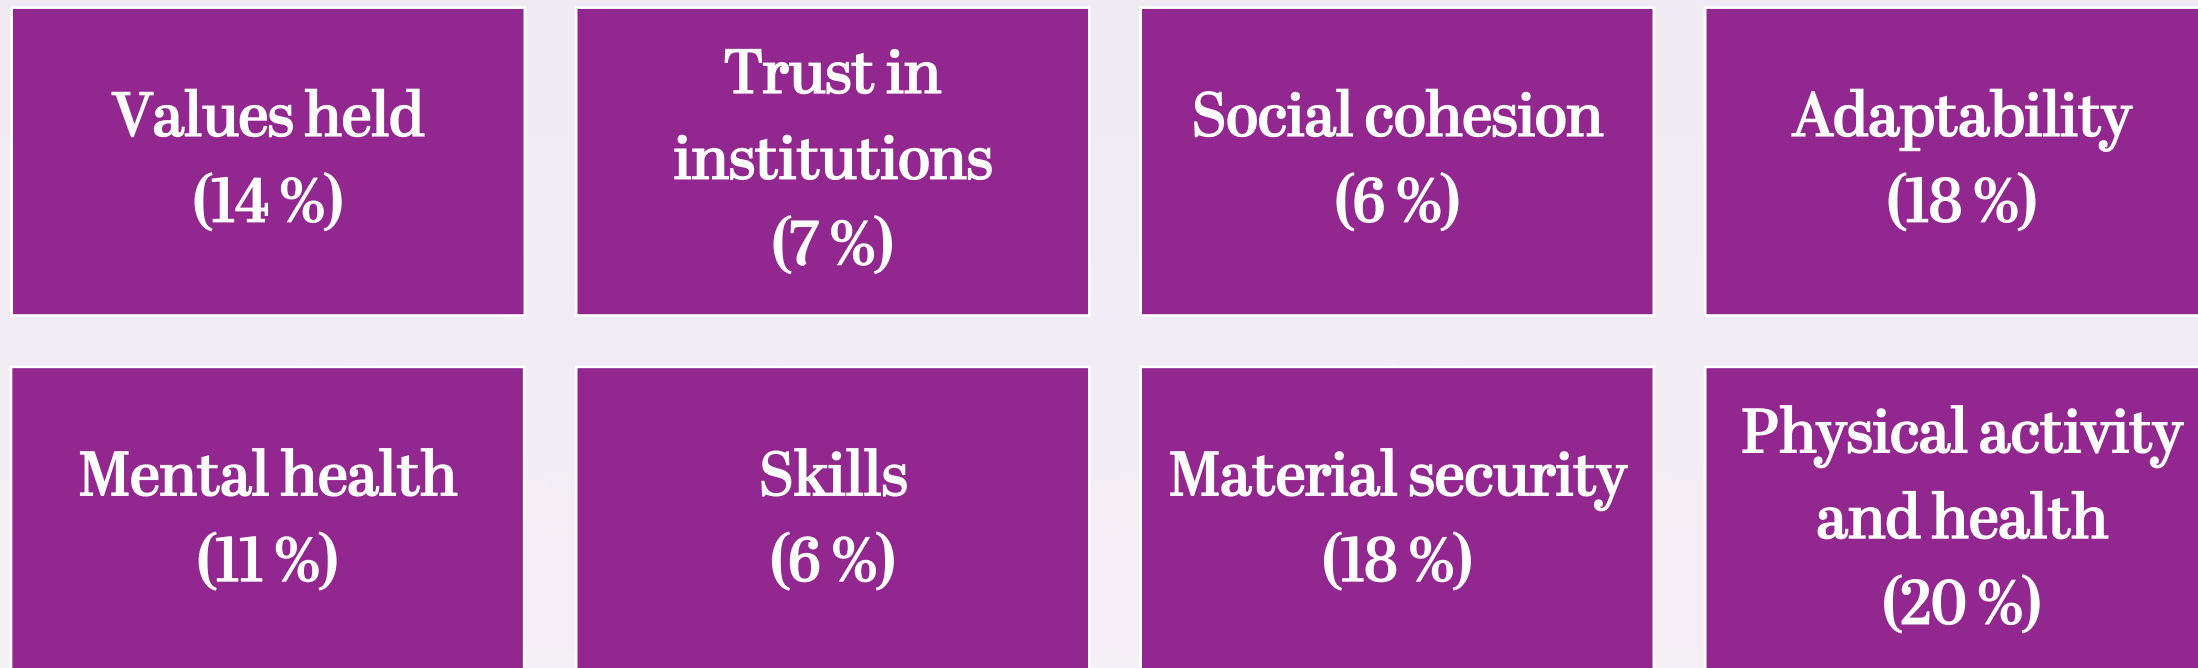 Values held
(14 %)
Trust in
institutions
(7 %)
Social cohesion
(6 %)
Adaptability
(18 %)
Mental health
(11 %)
Skills
(6 %)
Material security
(18 %)
Physical activity
and health
(20 %)